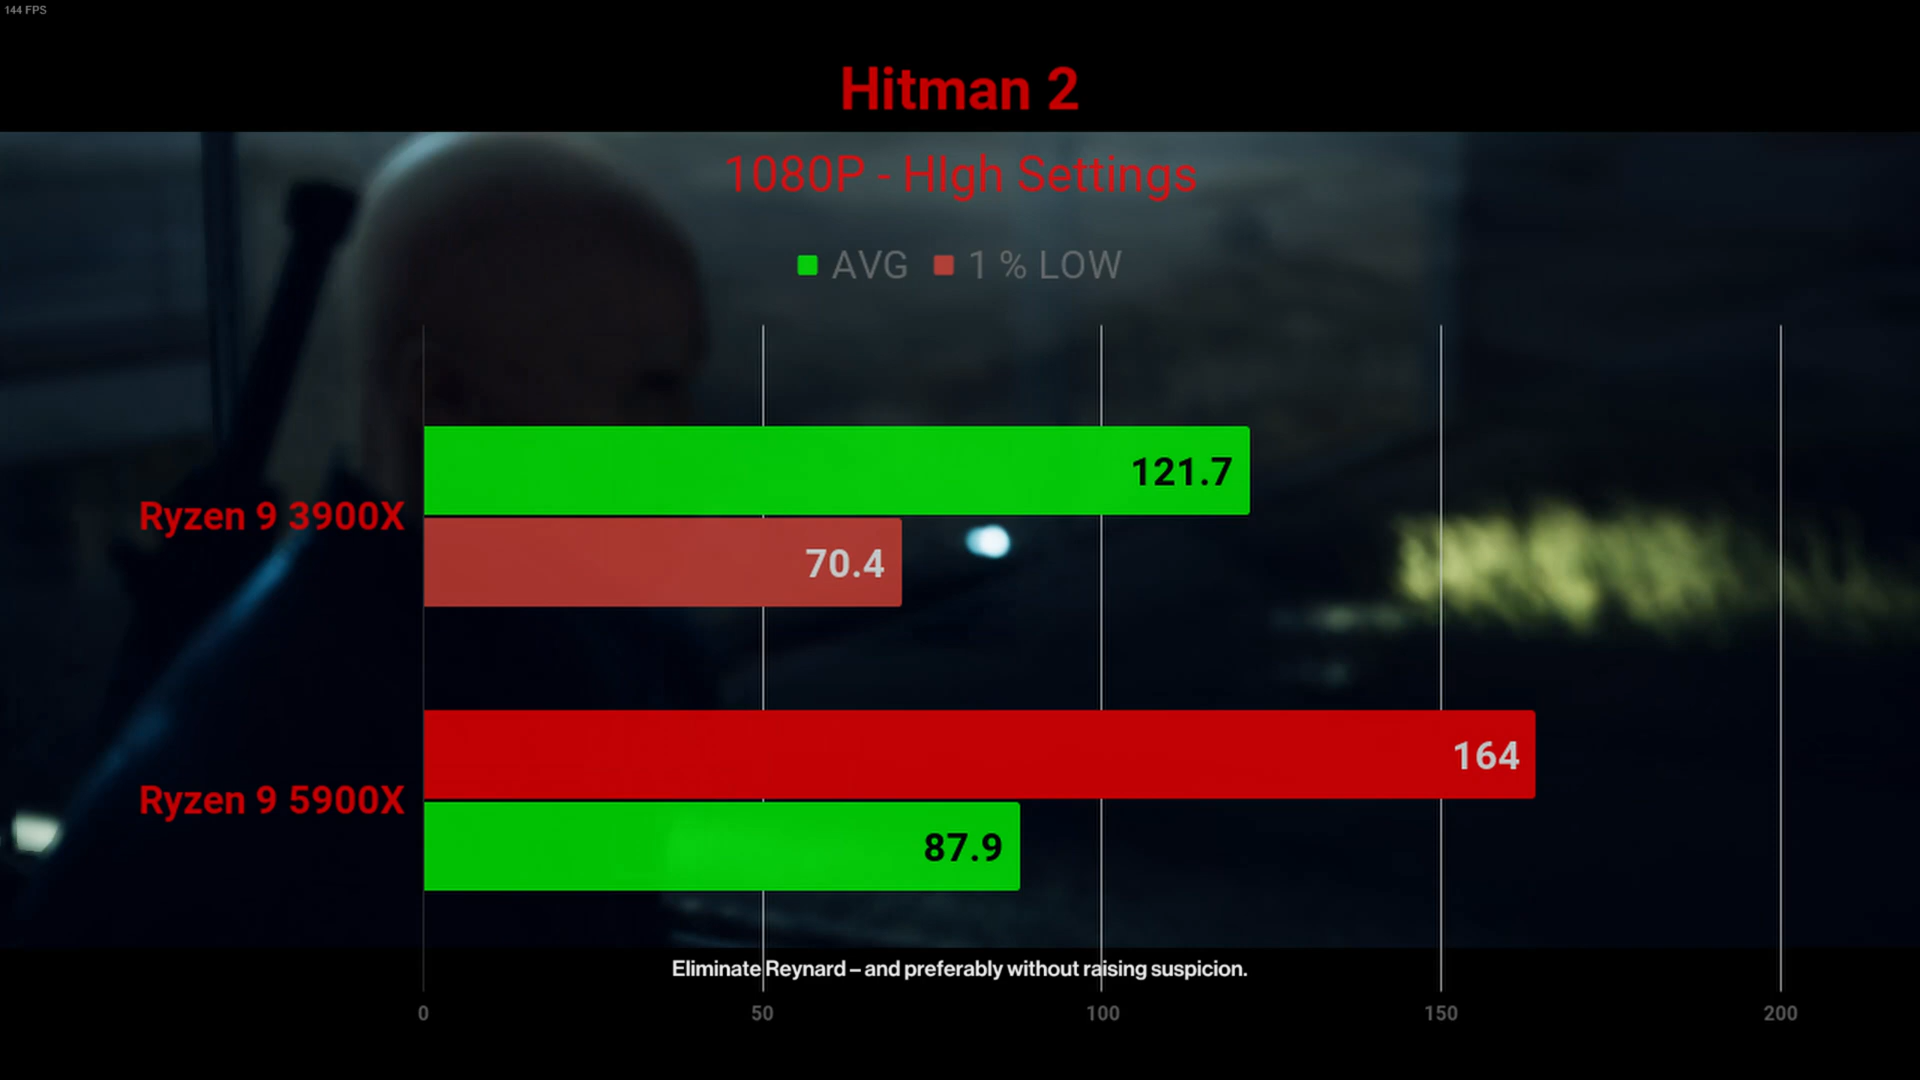 144 FPS
Hitman 2
1080P - HIgh Settings
AVG 1 % LOW
121.7
Ryzen 9 3900X
70.4
164
Ryzen 9 5900X
87.9
Eliminate Reynard – and preferably without raising suspicion.
0 50 100 150 200